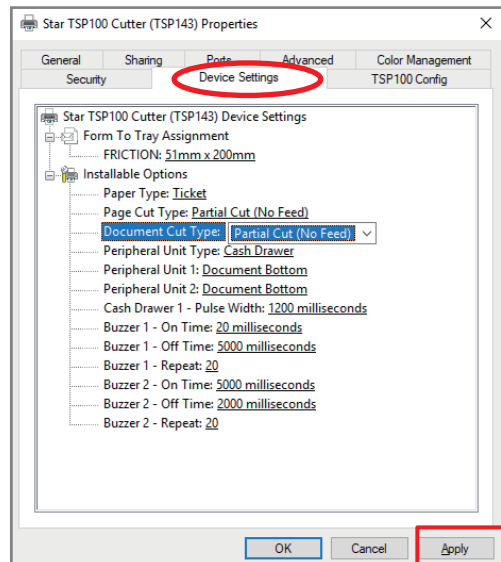 Star TSP100 Cutter (TSP143) Properties
General Sharing Ports Advanced Color Management
Security Device Settings TSP100 Config
Star TSP100 Cutter (TSP143) Device Settings
Form To Tray Assignment
FRICTION: 51mm x 200mm
Installable Options
Paper Type: Ticket
Page Cut Type: Partial Cut (No Feed)
Document Cut Type: Partial Cut (No Feed)
Peripheral Unit Type: Cash Drawer
Peripheral Unit 1: Document Bottom
Peripheral Unit 2: Document Bottom
Cash Drawer 1 - Pulse Width: 1200 milliseconds
Buzzer 1 - On Time: 20 milliseconds
Buzzer 1 - Off Time: 5000 milliseconds
Buzzer 1 - Repeat: 20
Buzzer 2 - On Time: 5000 milliseconds
Buzzer 2 - Off Time: 2000 milliseconds
Buzzer 2 - Repeat: 20
OK Cancel Apply